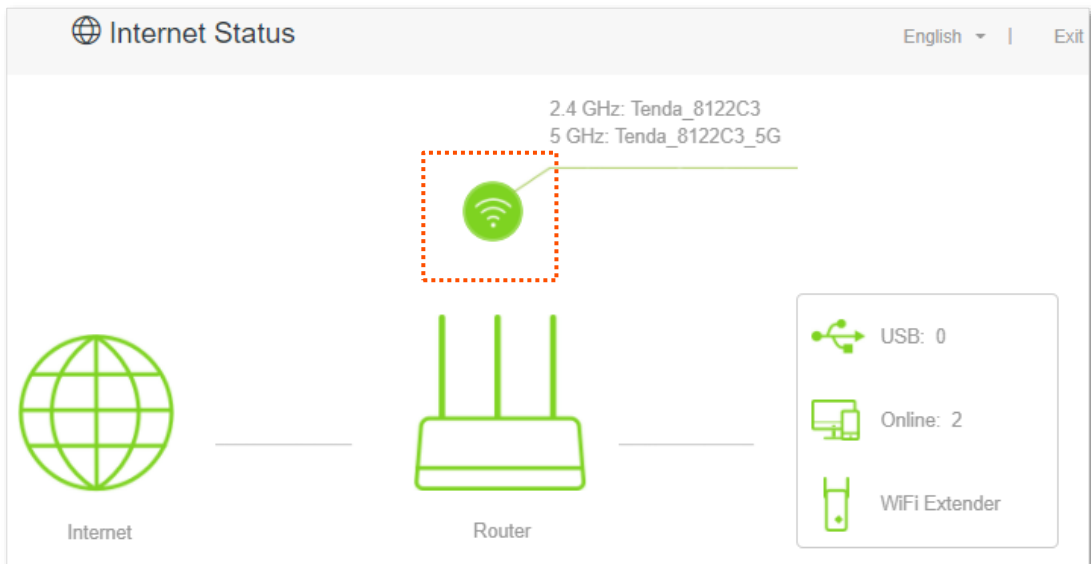 Internet Status
English | Exit
2.4 GHz: Tenda_8122C3
5 GHz: Tenda_8122C3_5G
USB: 0
Online: 2
WiFi Extender
Internet
Router